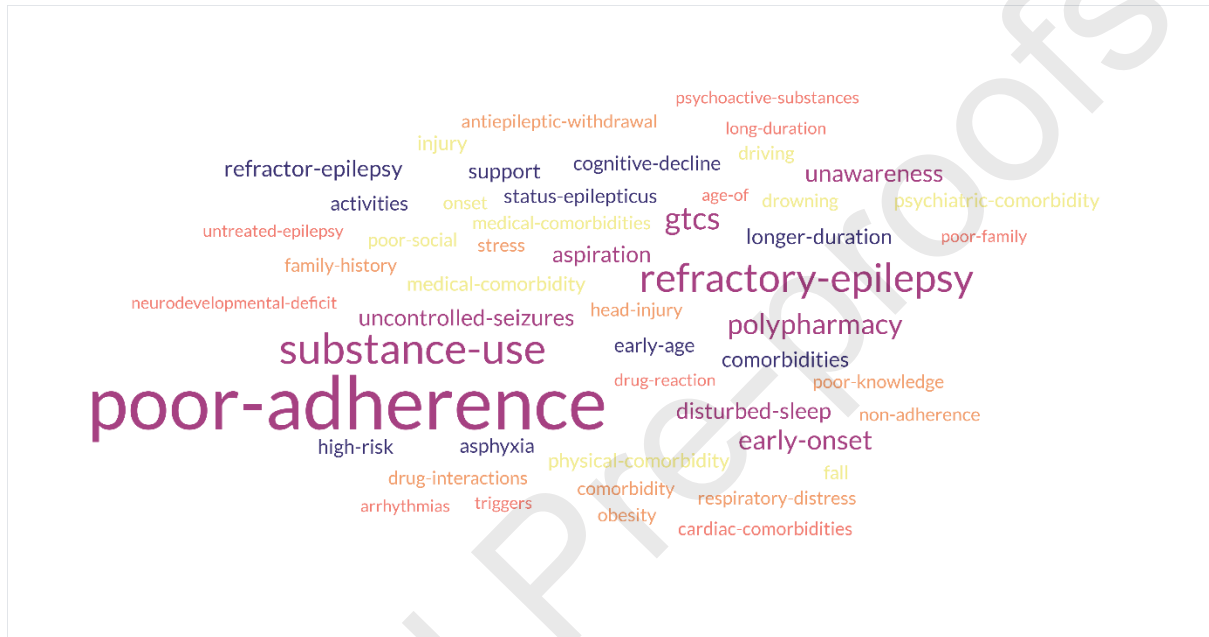 psychoactive-substances
antiepileptic-withdrawal
long-duration
injury
driving
refractor-epilepsy
support
cognitive-decline
unawareness
activities
onset
status-epilepticus
age-of
drowning
psychiatric-comorbidity
untreated-epilepsy
poor-social
medical-comorbidities
gtcs
stress
longer-duration
poor-family
family-history
aspiration
medical-comorbidity
refractory-epilepsy
neurodevelopmental-deficit
uncontrolled-seizures
head-injury
polypharmacy
substance-use
early-age
comorbidities
poor-adherence
drug-reaction
poor-knowledge
disturbed-sleep
non-adherence
high-risk
asphyxia
early-onset
physical-comorbidity
fall
drug-interactions
comorbidity
respiratory-distress
arrhythmias
triggers
obesity
cardiac-comorbidities
Pre-proofs